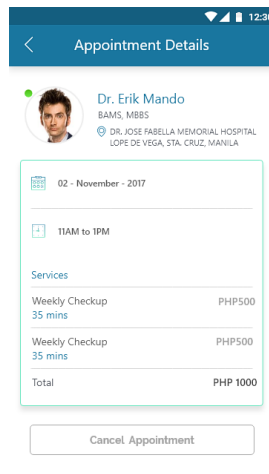 12:30
Appointment Details
Dr. Erik Mando
BAMS, MBBS
DR. JOSE FABELLA MEMORIAL HOSPITAL
LOPE DE VEGA, STA. CRUZ, MANILA
02 - November - 2017
11AM to 1PM
Services
Weekly Checkup PHP500
35 mins
Weekly Checkup PHP500
35 mins
Total PHP 1000
Cancel Appointment